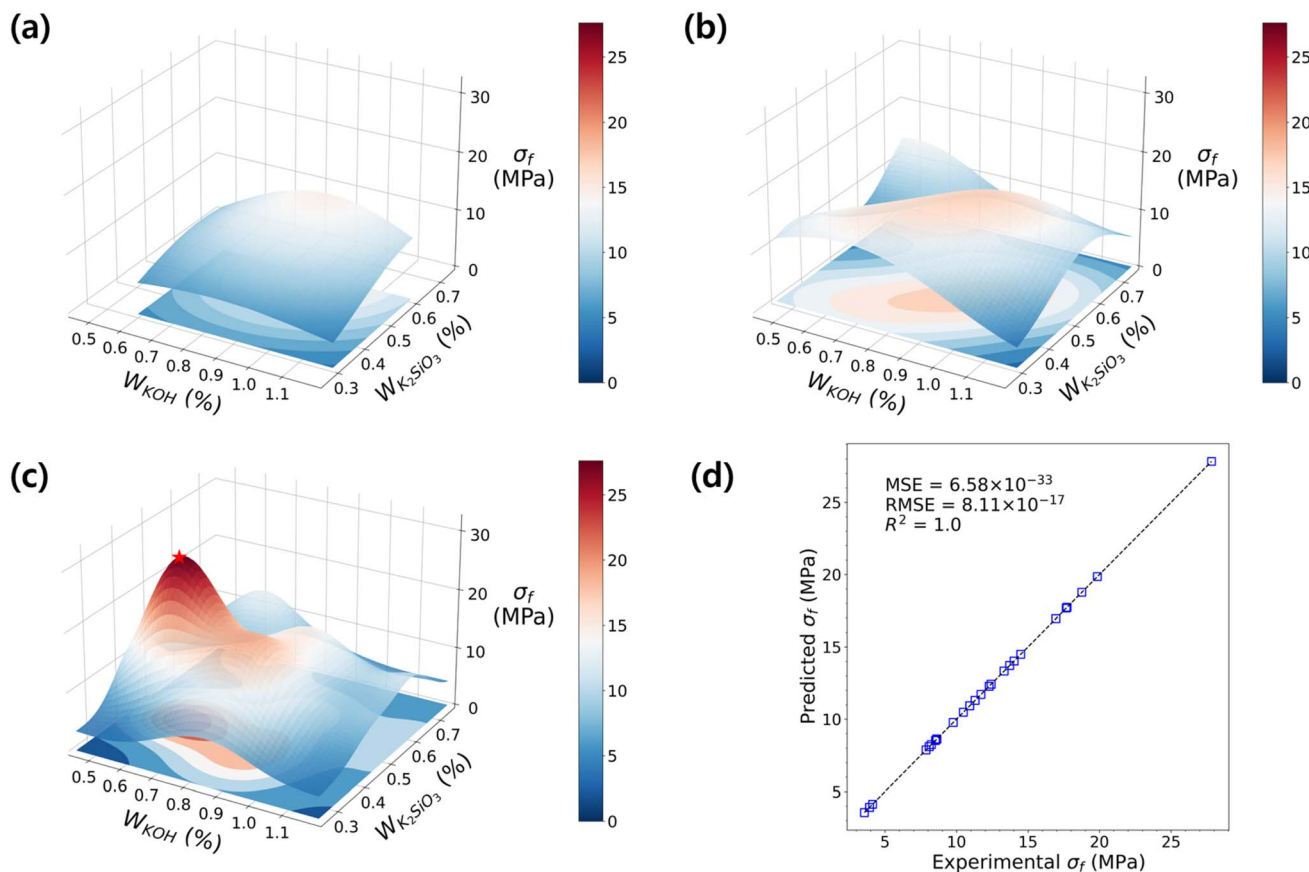 (a)
25
20
15
10
5
0
30
20
10
0
σf
(MPa)
0.5 0.6 0.7 0.8 0.9 1.0 1.1
WKOH (%)
0.3 0.4 0.5 0.6 0.7
WK2SiO3 (%)
(b)
25
20
15
10
5
0
30
20
10
0
σf
(MPa)
0.5 0.6 0.7 0.8 0.9 1.0 1.1
WKOH (%)
0.3 0.4 0.5 0.6 0.7
WK2SiO3 (%)
(c)
25
20
15
10
5
0
30
20
10
0
σf
(MPa)
0.5 0.6 0.7 0.8 0.9 1.0 1.1
WKOH (%)
0.3 0.4 0.5 0.6 0.7
WK2SiO3 (%)
(d)
MSE = 6.58×10⁻³³
RMSE = 8.11×10⁻¹⁷
R² = 1.0
Predicted σf (MPa)
25
20
15
10
5
5 10 15 20 25
Experimental σf (MPa)